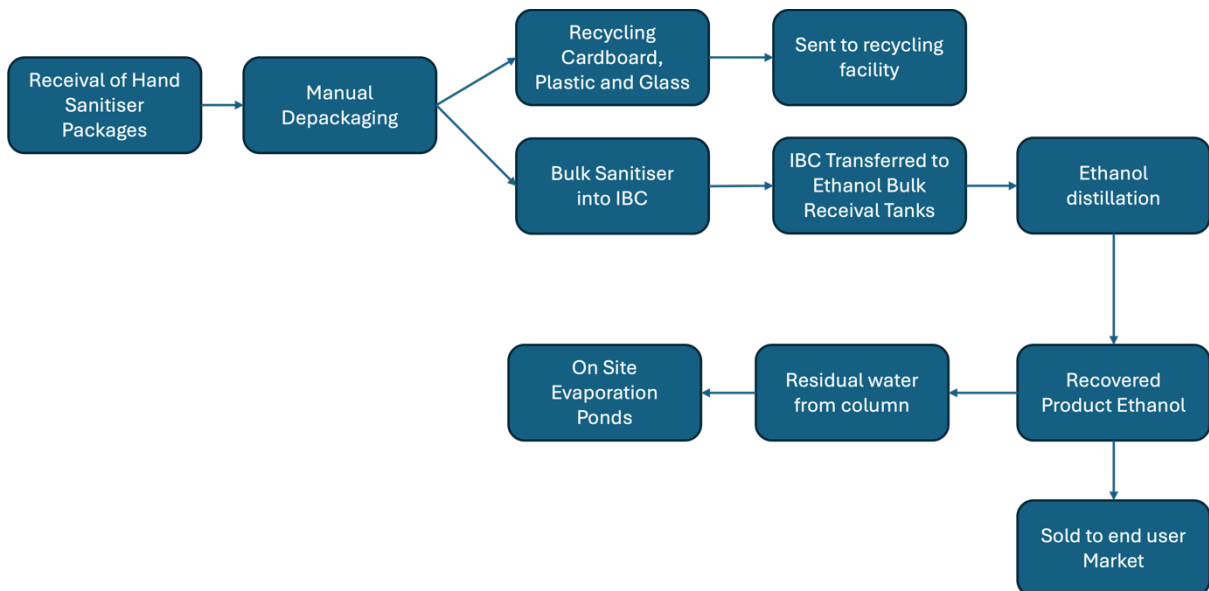 Receival of Hand
Sanitiser
Packages
Manual
Depackaging
Recycling
Cardboard,
Plastic and Glass
Sent to recycling
facility
Bulk Sanitiser
into IBC
IBC Transferred to
Ethanol Bulk
Receival Tanks
Ethanol
distillation
On Site
Evaporation
Ponds
Residual water
from column
Recovered
Product Ethanol
Sold to end user
Market